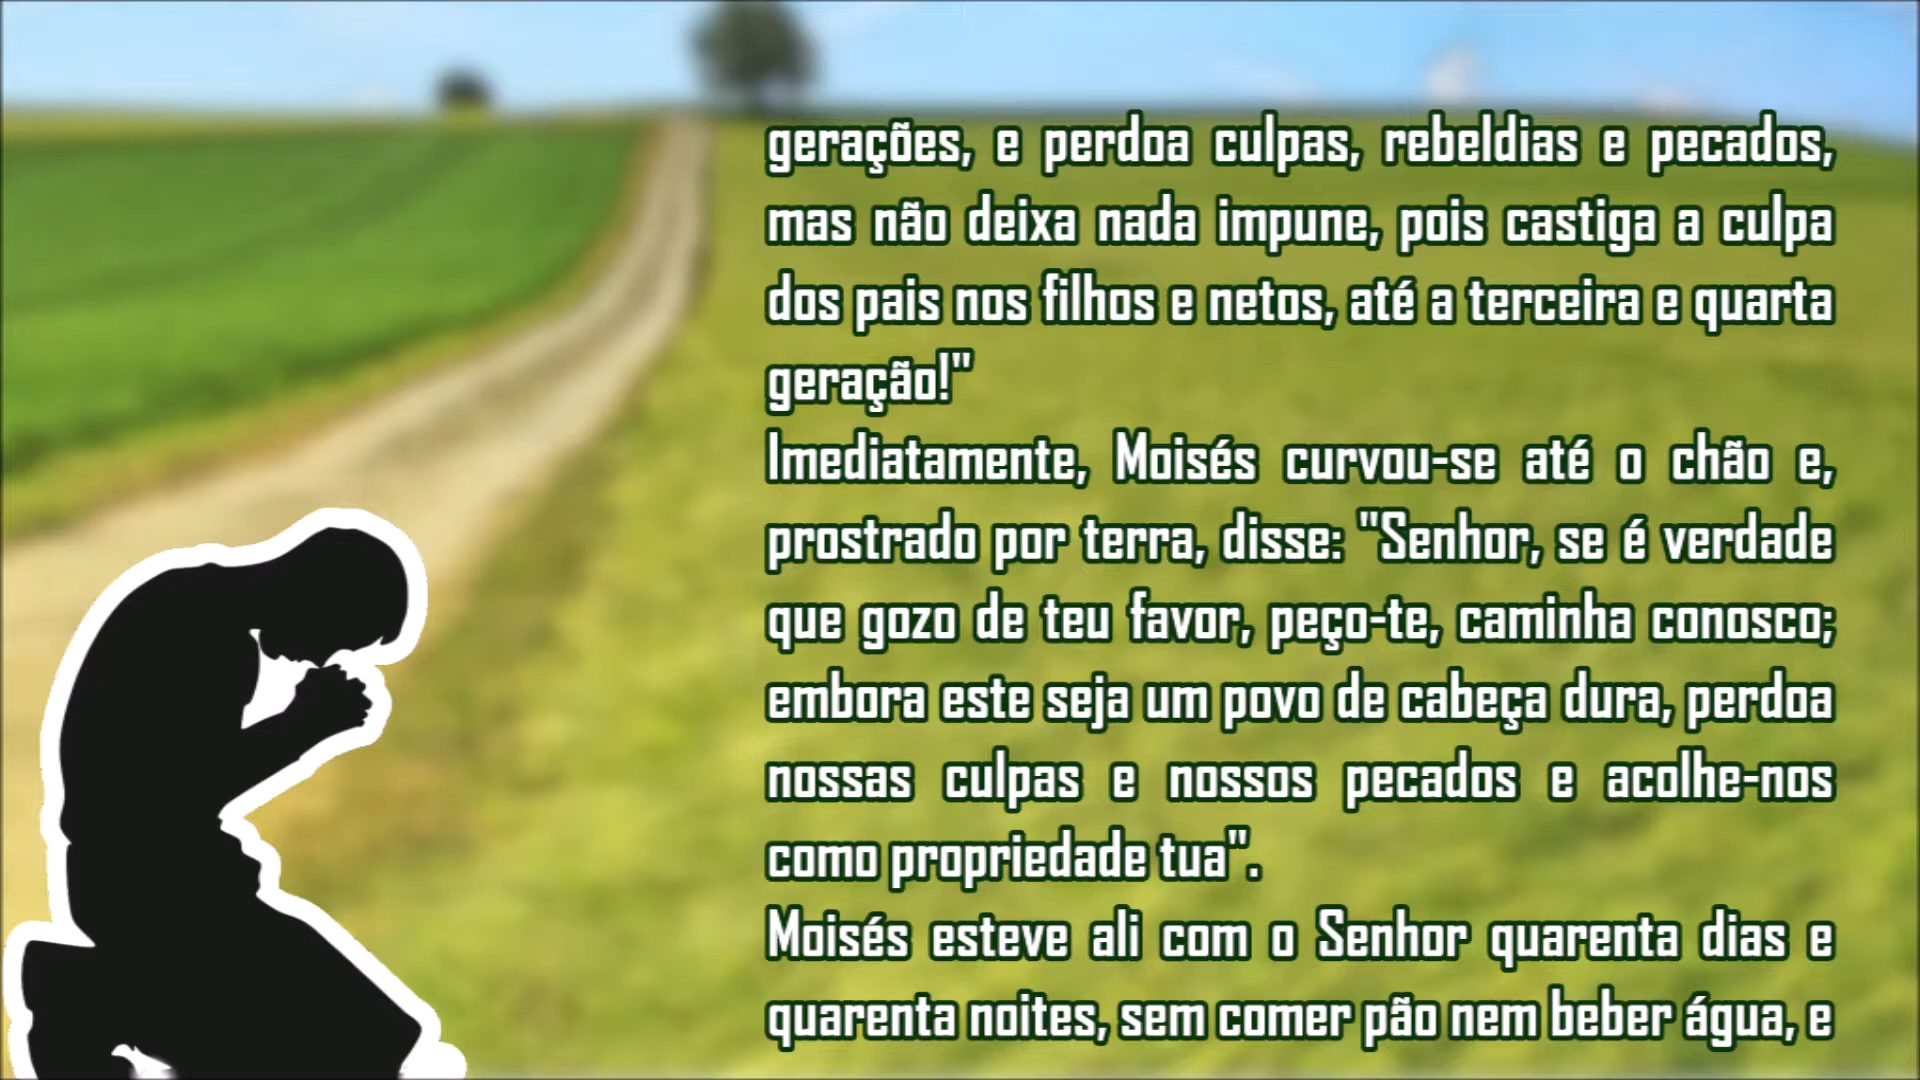 gerações, e perdoa culpas, rebeldias e pecados,
mas não deixa nada impune, pois castiga a culpa
dos pais nos filhos e netos, até a terceira e quarta
geração!"
Imediatamente, Moisés curvou-se até o chão e,
prostrado por terra, disse: "Senhor, se é verdade
que gozo de teu favor, peço-te, caminha conosco;
embora este seja um povo de cabeça dura, perdoa
nossas culpas e nossos pecados e acolhe-nos
como propriedade tua".
Moisés esteve ali com o Senhor quarenta dias e
quarenta noites, sem comer pão nem beber água, e